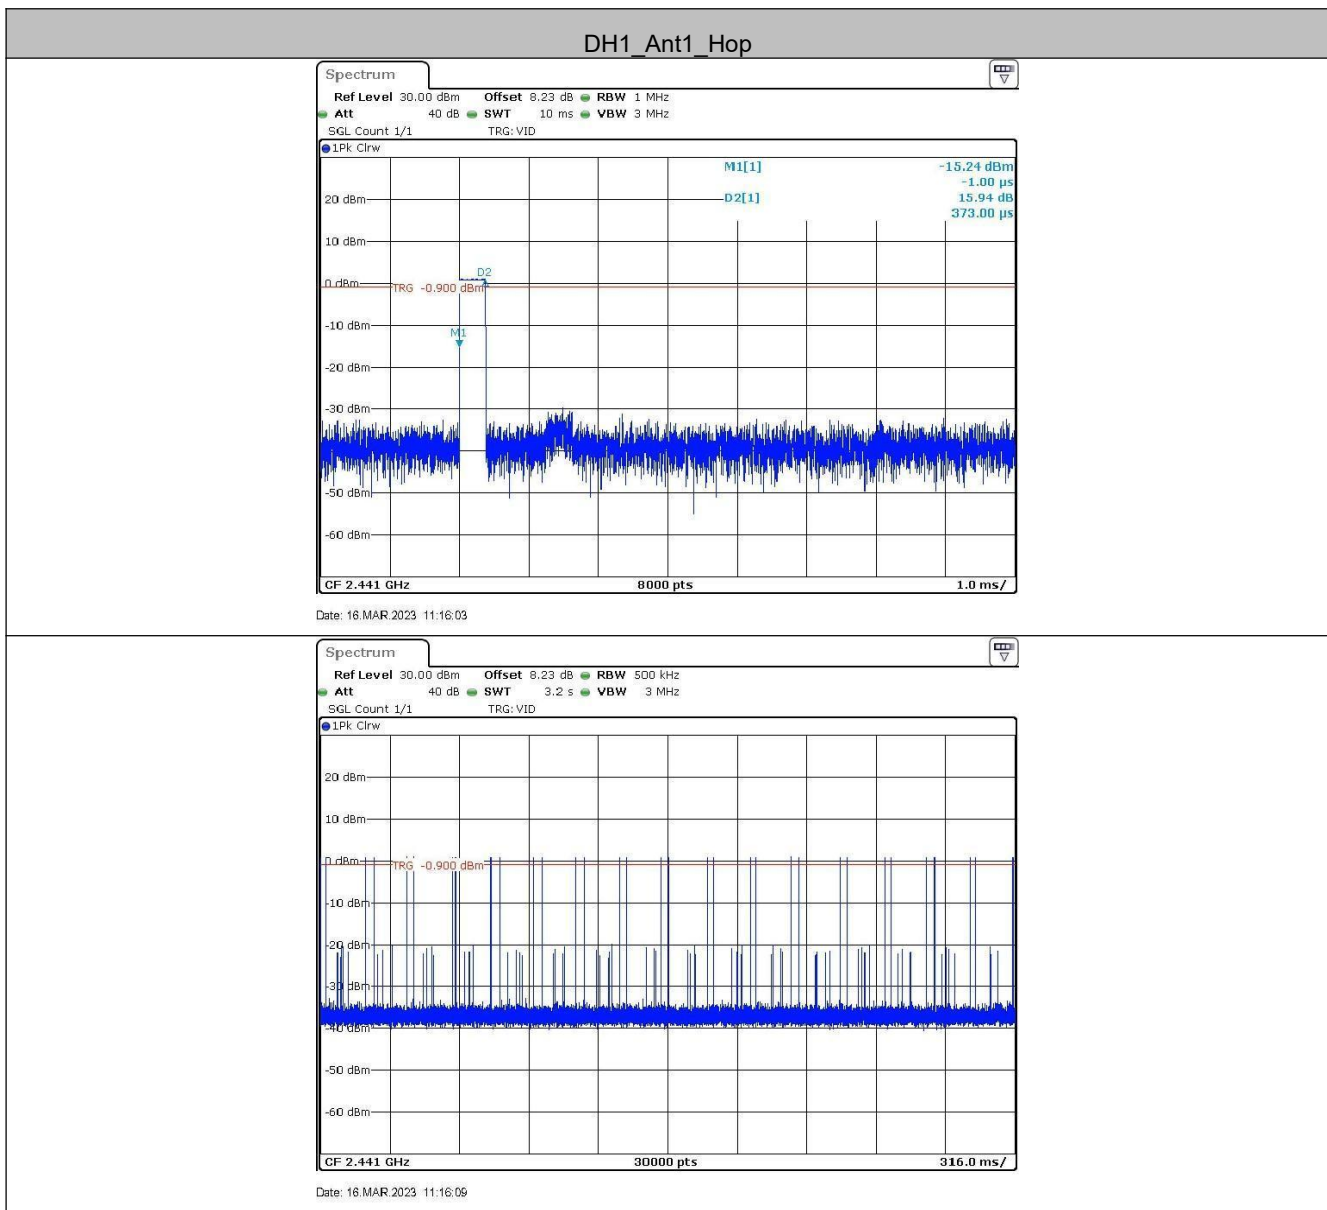 DH1_Ant1_Hop
Spectrum
Ref Level 30.00 dBm Offset 8.23 dB RBW 1 MHz
Att 40 dB SWT 10 ms VBW 3 MHz
SGL Count 1/1 TRG: VID
1Pk Clrw
M1[1] -15.24 dBm
-1.00 µs
D2[1] 15.94 dB
373.00 µs
20 dBm
10 dBm
D2
0 dBm
TRG -0.900 dBm
-10 dBm
M1
-20 dBm
-30 dBm
-50 dBm
-60 dBm
CF 2.441 GHz 8000 pts 1.0 ms/
Date: 16.MAR.2023 11:16:03
Spectrum
Ref Level 30.00 dBm Offset 8.23 dB RBW 500 kHz
Att 40 dB SWT 3.2 s VBW 3 MHz
SGL Count 1/1 TRG: VID
1Pk Clrw
20 dBm
10 dBm
0 dBm
TRG -0.900 dBm
-10 dBm
-20 dBm
-30 dBm
-40 dBm
-50 dBm
-60 dBm
CF 2.441 GHz 30000 pts 316.0 ms/
Date: 16.MAR.2023 11:16:09